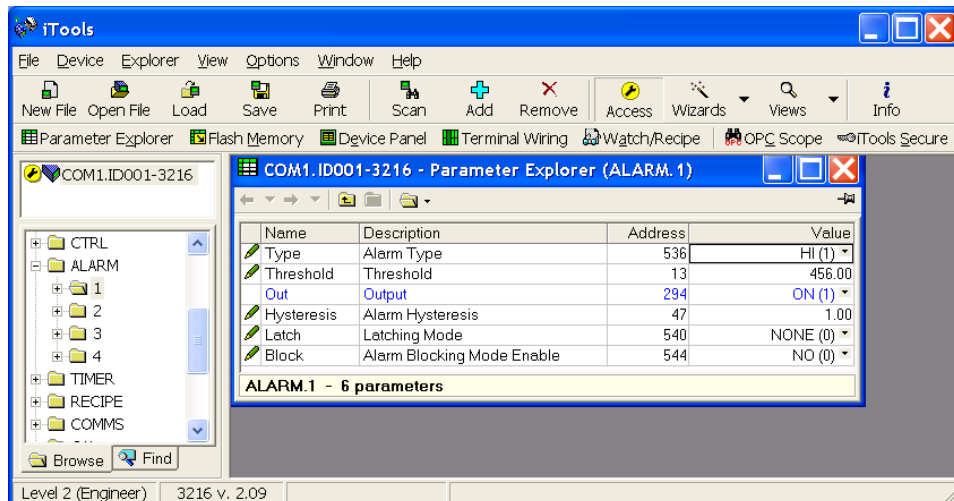 iTools
File Device Explorer View Options Window Help
New File Open File Load Save Print Scan Add Remove Access Wizards Views Info
Parameter Explorer Flash Memory Device Panel Terminal Wiring Watch/Recipe OPC Scope iTools Secure
COM1.ID001-3216
COM1.ID001-3216 - Parameter Explorer (ALARM.1)
Name Description Address Value
Type Alarm Type 536 HI (1)
Threshold Threshold 13 456.00
Out Output 294 ON (1)
Hysteresis Alarm Hysteresis 47 1.00
Latch Latching Mode 540 NONE (0)
Block Alarm Blocking Mode Enable 544 NO (0)
ALARM.1 - 6 parameters
CTRL
ALARM
1
2
3
4
TIMER
RECIPE
COMMS
Browse Find
Level 2 (Engineer) 3216 v. 2.09